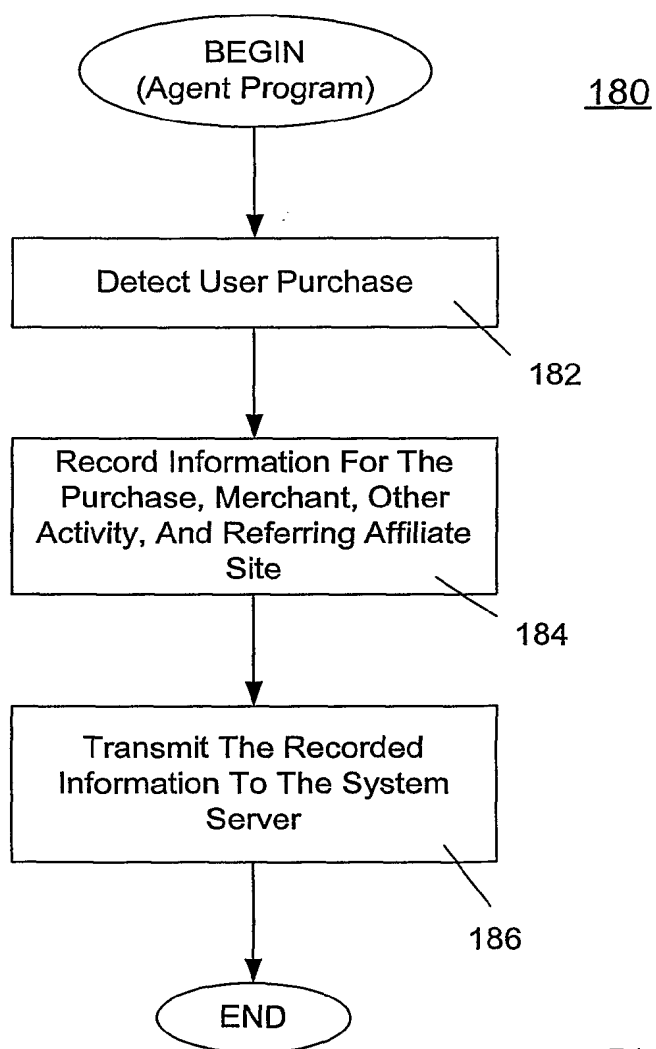 BEGIN
(Agent Program)
180
Detect User Purchase
182
Record Information For The
Purchase, Merchant, Other
Activity, And Referring Affiliate
Site
184
Transmit The Recorded
Information To The System
Server
186
END